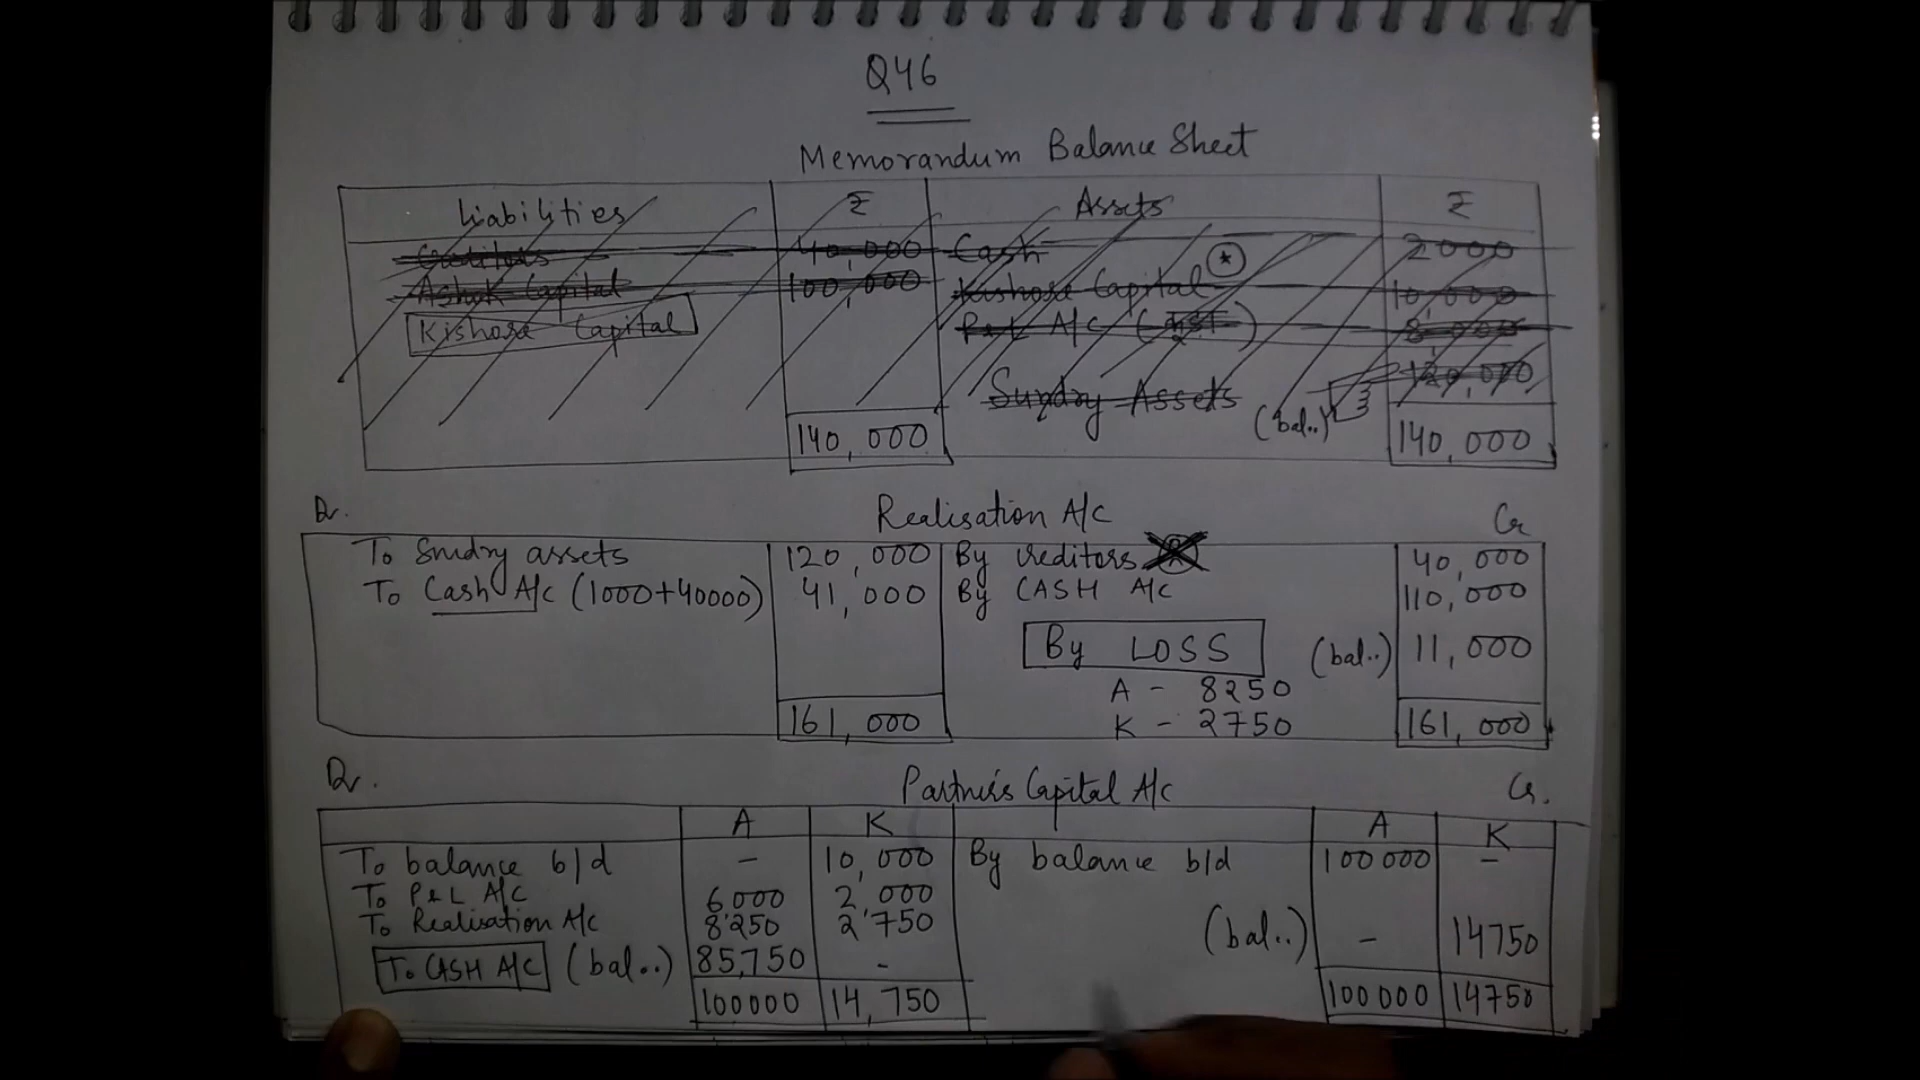 Q46
Memorandum Balance Sheet
Liabilities ₹ Assets ₹
Creditors 40,000 Cash 2000
Ashok Capital 100,000 Kishore Capital * 10,000
Kishore Capital P&L A/c 8,000
Sundry Assets (bal..) 120,000
140,000 140,000
Dr. Realisation A/c Cr
To Sundry assets 120,000 By creditors 40,000
To Cash A/c (1000+40000) 41,000 By CASH A/c 110,000
By LOSS (bal..) 11,000
A - 8250
K - 2750
161,000 161,000
Dr. Partner's Capital A/c Cr.
A K A K
To balance b/d - 10,000 By balance b/d 100000 -
To P&L A/c 6000 2,000
To Realisation A/c 8,250 2,750 (bal..) - 14750
To CASH A/c (bal..) 85,750 -
100000 14,750 100000 14750